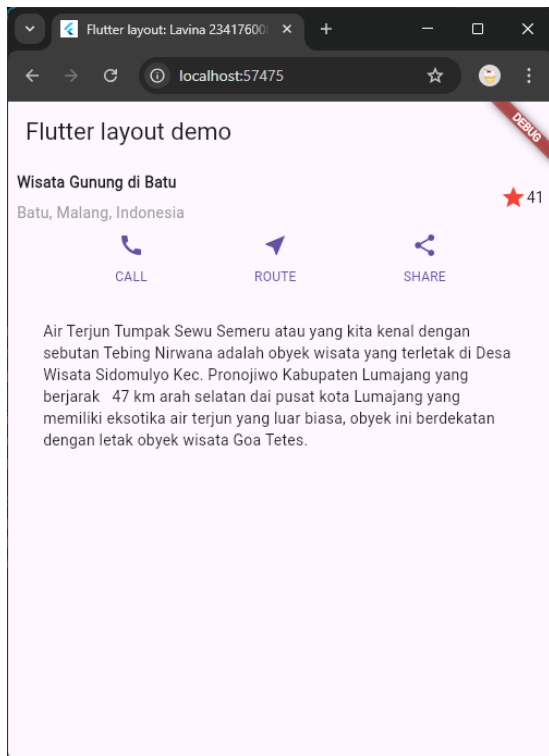 Flutter layout: Lavina 23417600
localhost:57475
DEBUG
Flutter layout demo
Wisata Gunung di Batu
Batu, Malang, Indonesia
41
CALL ROUTE SHARE
Air Terjun Tumpak Sewu Semeru atau yang kita kenal dengan
sebutan Tebing Nirwana adalah obyek wisata yang terletak di Desa
Wisata Sidomulyo Kec. Pronojiwo Kabupaten Lumajang yang
berjarak   47 km arah selatan dai pusat kota Lumajang yang
memiliki eksotika air terjun yang luar biasa, obyek ini berdekatan
dengan letak obyek wisata Goa Tetes.